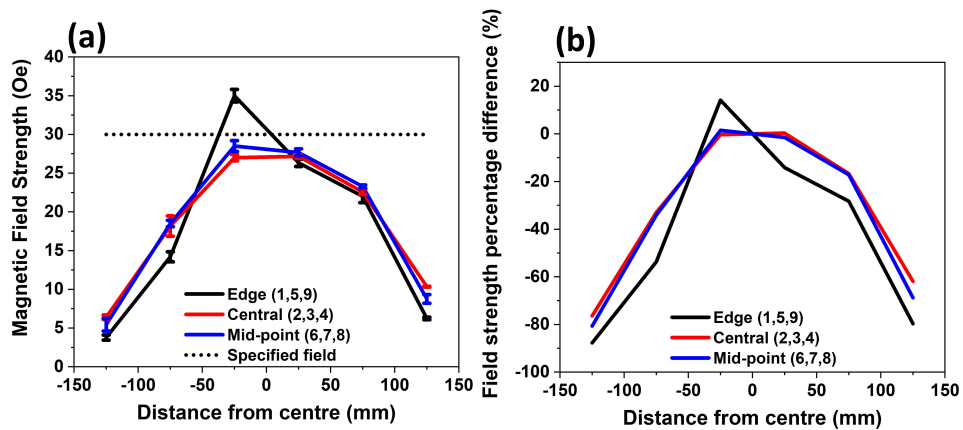 (a)
Magnetic Field Strength (Oe)
40
35
30
25
20
15
10
5
0
Edge (1,5,9)
Central (2,3,4)
Mid-point (6,7,8)
Specified field
-150 -100 -50 0 50 100 150
Distance from centre (mm)
(b)
Field strength percentage difference (%)
20
0
-20
-40
-60
-80
-100
Edge (1,5,9)
Central (2,3,4)
Mid-point (6,7,8)
-150 -100 -50 0 50 100 150
Distance from centre (mm)